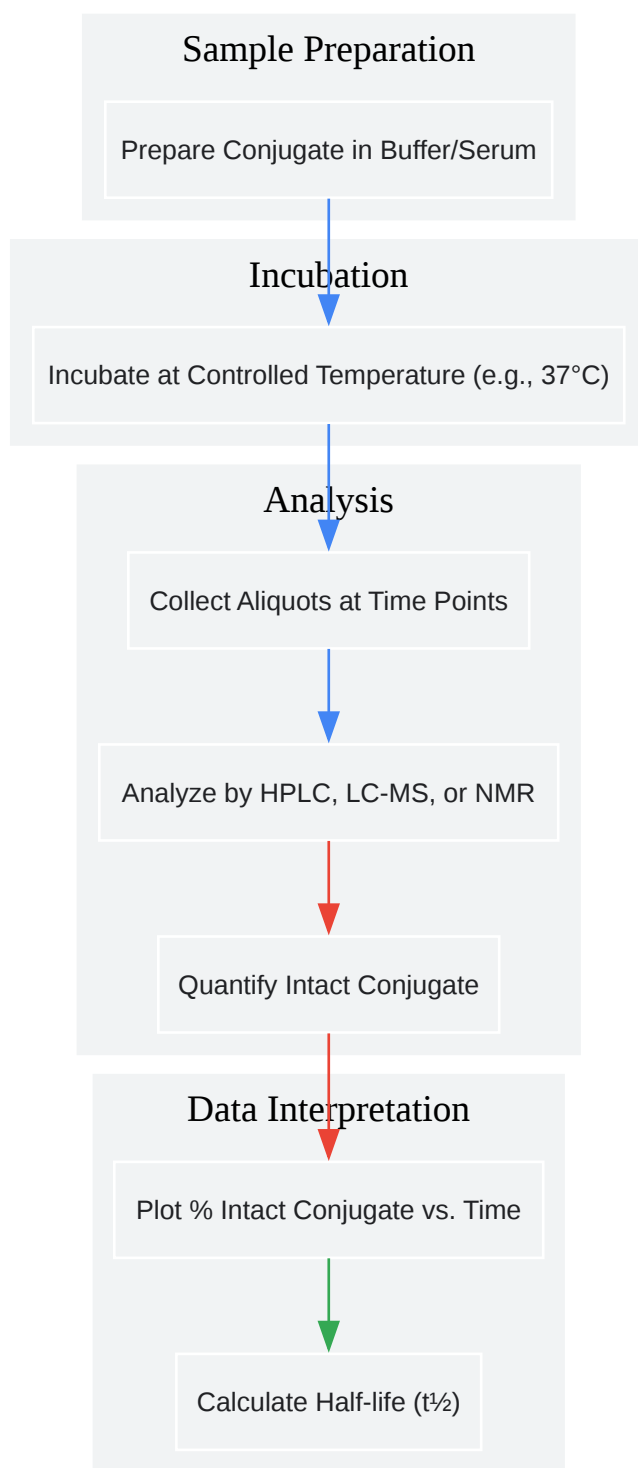 Sample Preparation
Prepare Conjugate in Buffer/Serum
Incubation
Incubate at Controlled Temperature (e.g., 37°C)
Analysis
Collect Aliquots at Time Points
Analyze by HPLC, LC-MS, or NMR
Quantify Intact Conjugate
Data Interpretation
Plot % Intact Conjugate vs. Time
Calculate Half-life (t½)